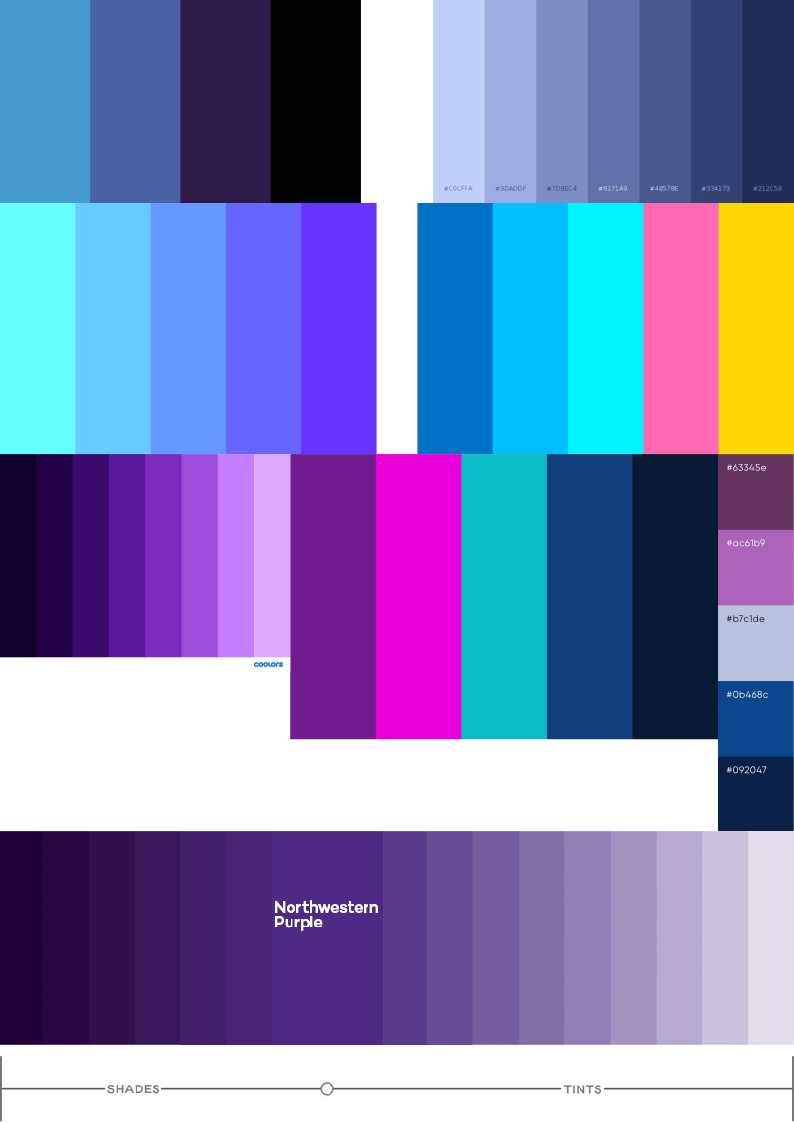 #C0CFFA #9DADDF #7D8EC4 #6171A9 #48578E #334173 #212C58
#63345e
#ac61b9
#b7c1de
#0b468c
#092047
coolors
Northwestern
Purple
SHADES TINTS